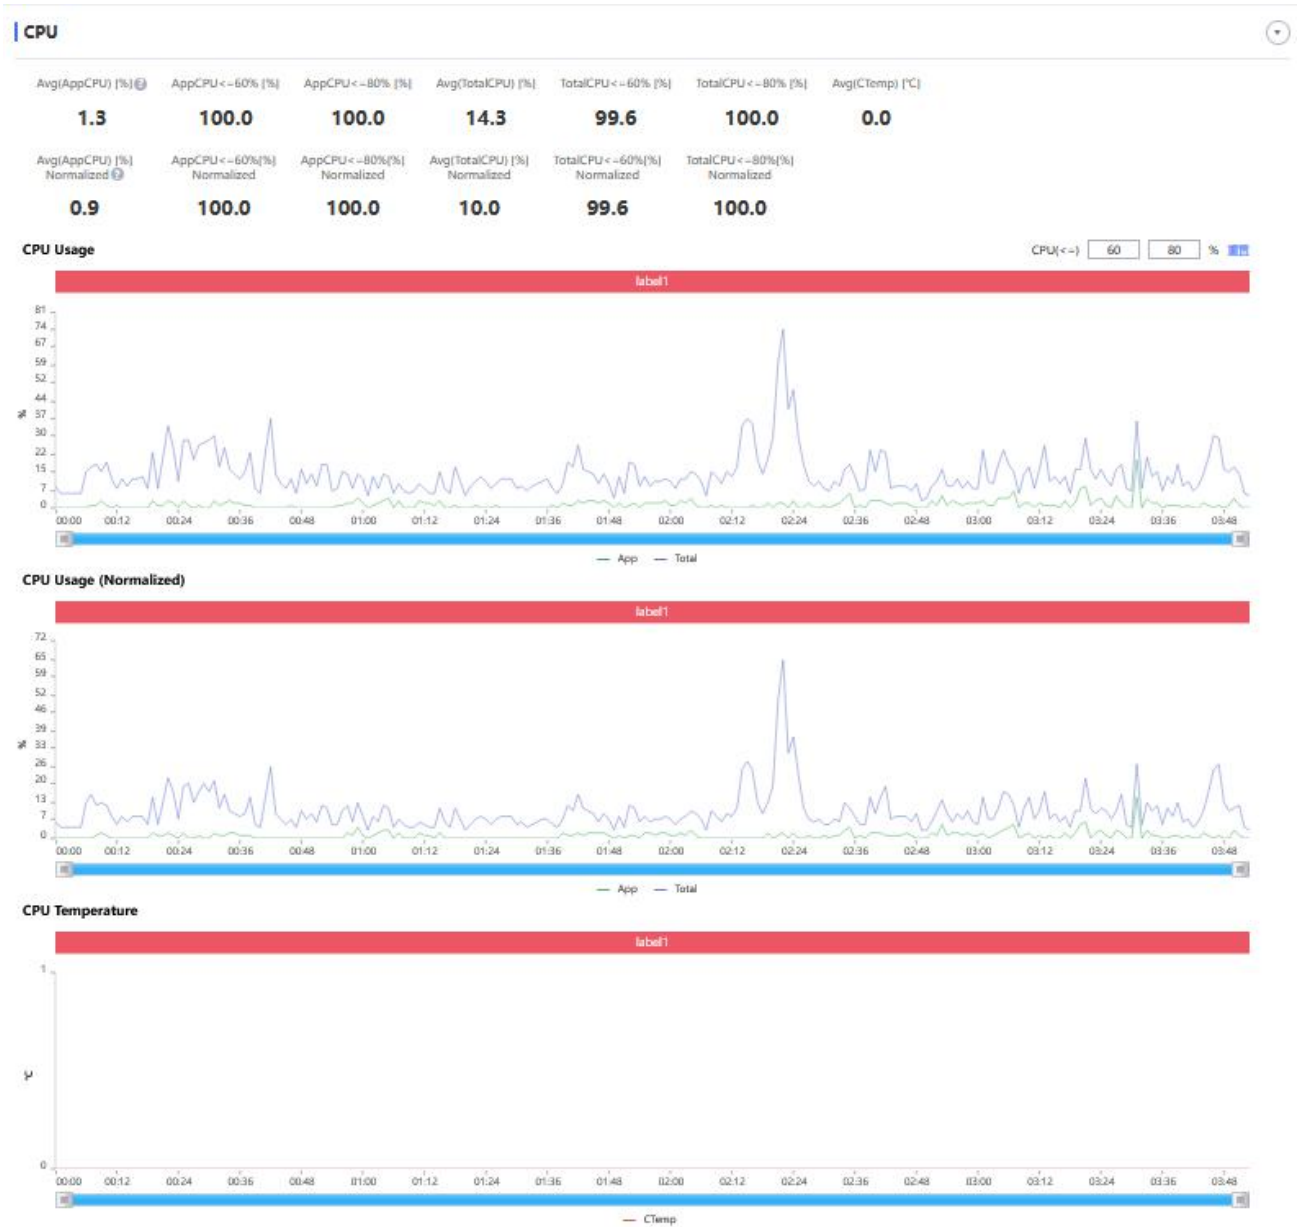 CPU
Avg(AppCPU) [%] AppCPU<=60% [%] AppCPU<=80% [%] Avg(TotalCPU) [%] TotalCPU<=60% [%] TotalCPU<=80% [%] Avg(CTemp) [°C]
1.3 100.0 100.0 14.3 99.6 100.0 0.0
Avg(AppCPU) [%] AppCPU<=60%[%] AppCPU<=80%[%] Avg(TotalCPU) [%] TotalCPU<=60%[%] TotalCPU<=80%[%]
Normalized Normalized Normalized Normalized Normalized Normalized
0.9 100.0 100.0 10.0 99.6 100.0
CPU Usage CPU(<=) 60 80 % 重置
label1
81
74
67
59
52
44
37
30
22
15
7
0
%
00:00 00:12 00:24 00:36 00:48 01:00 01:12 01:24 01:36 01:48 02:00 02:12 02:24 02:36 02:48 03:00 03:12 03:24 03:36 03:48
App Total
CPU Usage (Normalized)
label1
72
65
59
52
46
39
33
26
20
13
7
0
%
00:00 00:12 00:24 00:36 00:48 01:00 01:12 01:24 01:36 01:48 02:00 02:12 02:24 02:36 02:48 03:00 03:12 03:24 03:36 03:48
App Total
CPU Temperature
label1
1
0
°C
00:00 00:12 00:24 00:36 00:48 01:00 01:12 01:24 01:36 01:48 02:00 02:12 02:24 02:36 02:48 03:00 03:12 03:24 03:36 03:48
CTemp